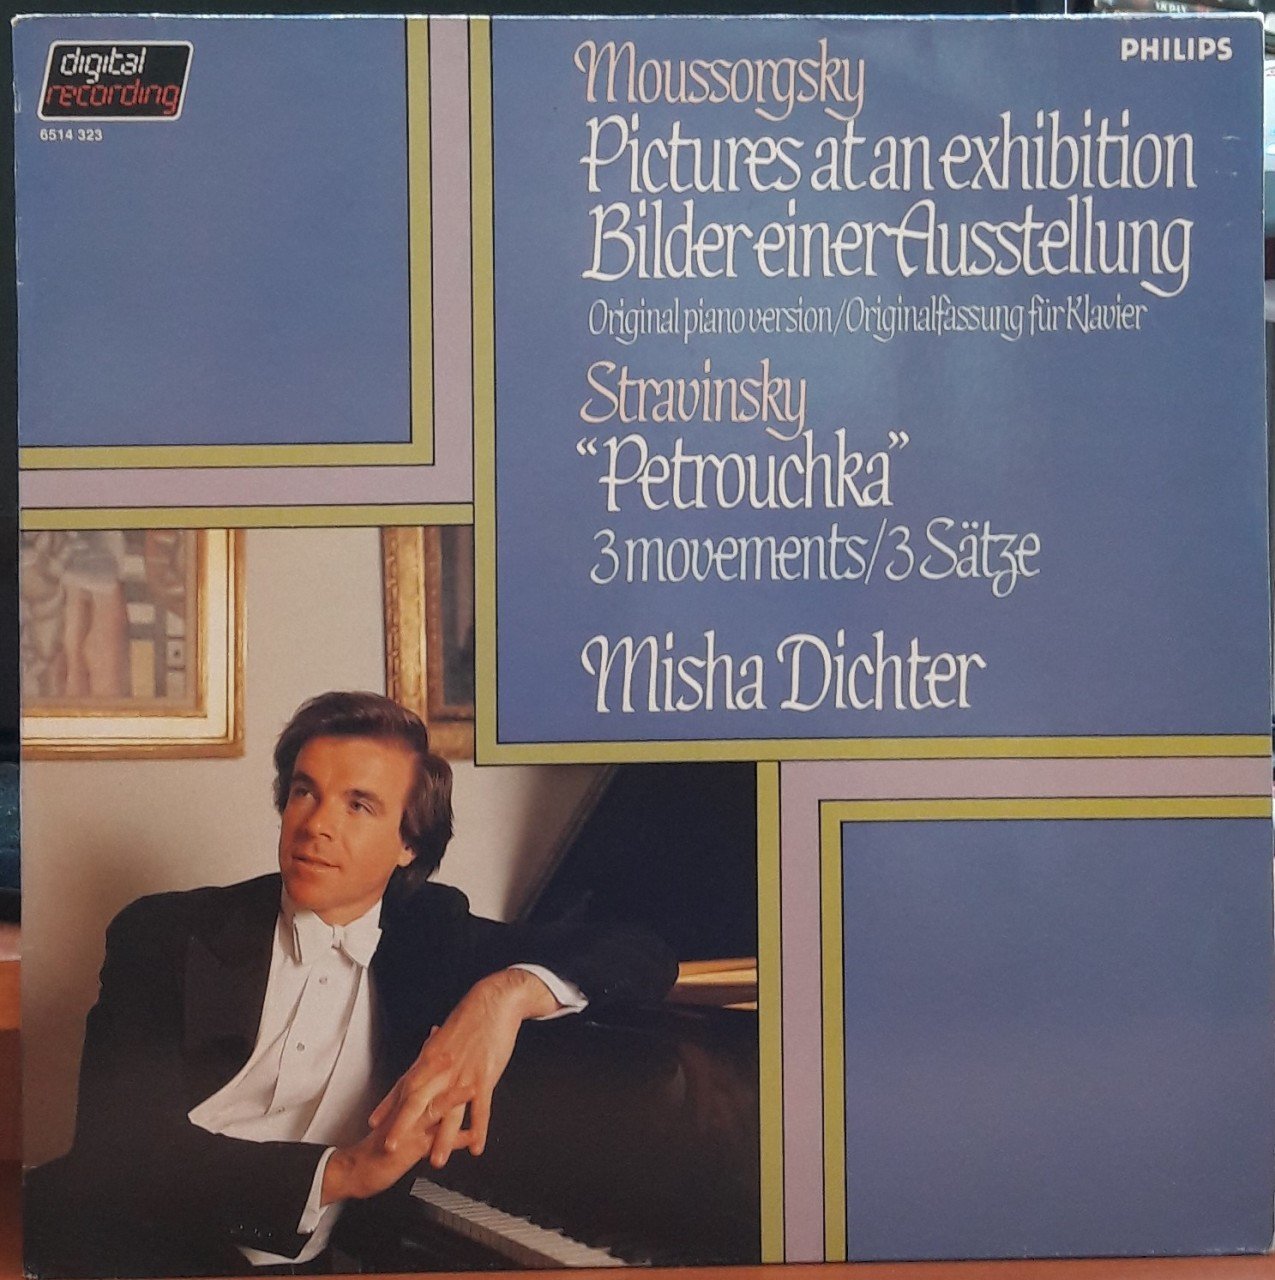 digital
recording
6514 323
PHILIPS
Moussorgsky
Pictures at an exhibition
Bilder einer Ausstellung
Original piano version/Originalfassung für Klavier
Stravinsky
“Petrouchka”
3 movements/3 Sätze
Misha Dichter